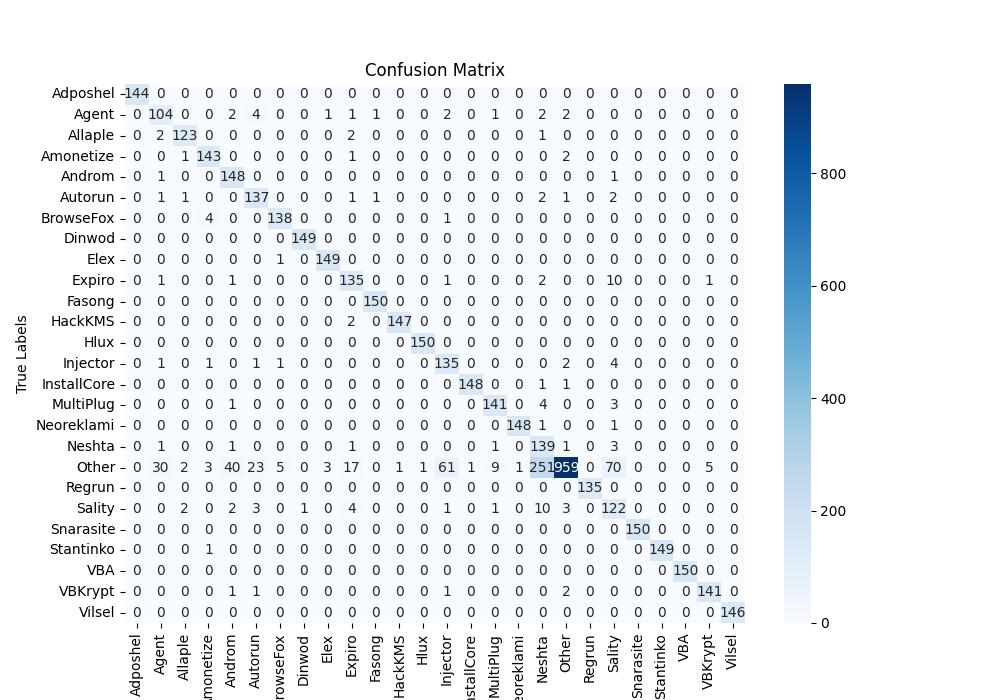 Confusion Matrix
Adposhel 144 0 0 0 0 0 0 0 0 0 0 0 0 0 0 0 0 0 0 0 0 0 0 0 0 0
Agent 0 104 0 0 2 4 0 0 1 1 1 0 0 2 0 1 0 2 2 0 0 0 0 0 0 0
Allaple 0 2 123 0 0 0 0 0 0 2 0 0 0 0 0 0 0 1 0 0 0 0 0 0 0 0
Amonetize 0 0 1 143 0 0 0 0 0 1 0 0 0 0 0 0 0 0 2 0 0 0 0 0 0 0
Androm 0 1 0 0 148 0 0 0 0 0 0 0 0 0 0 0 0 0 0 0 1 0 0 0 0 0
Autorun 0 1 1 0 0 137 0 0 0 1 1 0 0 0 0 0 0 2 1 0 2 0 0 0 0 0
BrowseFox 0 0 0 4 0 0 138 0 0 0 0 0 0 1 0 0 0 0 0 0 0 0 0 0 0 0
Dinwod 0 0 0 0 0 0 0 149 0 0 0 0 0 0 0 0 0 0 0 0 0 0 0 0 0 0
Elex 0 0 0 0 0 0 1 0 149 0 0 0 0 0 0 0 0 0 0 0 0 0 0 0 0 0
Expiro 0 1 0 0 1 0 0 0 0 135 0 0 0 1 0 0 0 2 0 0 10 0 0 0 1 0
Fasong 0 0 0 0 0 0 0 0 0 0 150 0 0 0 0 0 0 0 0 0 0 0 0 0 0 0
HackKMS 0 0 0 0 0 0 0 0 0 2 0 147 0 0 0 0 0 0 0 0 0 0 0 0 0 0
Hlux 0 0 0 0 0 0 0 0 0 0 0 0 150 0 0 0 0 0 0 0 0 0 0 0 0 0
Injector 0 1 0 1 0 1 1 0 0 0 0 0 0 135 0 0 0 0 2 0 4 0 0 0 0 0
InstallCore 0 0 0 0 0 0 0 0 0 0 0 0 0 0 148 0 0 1 1 0 0 0 0 0 0 0
MultiPlug 0 0 0 0 1 0 0 0 0 0 0 0 0 0 0 141 0 4 0 0 3 0 0 0 0 0
Neoreklami 0 0 0 0 0 0 0 0 0 0 0 0 0 0 0 0 148 1 0 0 1 0 0 0 0 0
Neshta 0 1 0 0 1 0 0 0 0 1 0 0 0 0 0 1 0 139 1 0 3 0 0 0 0 0
Other 0 30 2 3 40 23 5 0 3 17 0 1 1 61 1 9 1 251 959 0 70 0 0 0 5 0
Regrun 0 0 0 0 0 0 0 0 0 0 0 0 0 0 0 0 0 0 0 135 0 0 0 0 0 0
Sality 0 0 2 0 2 3 0 1 0 4 0 0 0 1 0 1 0 10 3 0 122 0 0 0 0 0
Snarasite 0 0 0 0 0 0 0 0 0 0 0 0 0 0 0 0 0 0 0 0 0 150 0 0 0 0
Stantinko 0 0 0 1 0 0 0 0 0 0 0 0 0 0 0 0 0 0 0 0 0 0 149 0 0 0
VBA 0 0 0 0 0 0 0 0 0 0 0 0 0 0 0 0 0 0 0 0 0 0 0 150 0 0
VBKrypt 0 0 0 0 1 1 0 0 0 0 0 0 0 1 0 0 0 0 2 0 0 0 0 0 141 0
Vilsel 0 0 0 0 0 0 0 0 0 0 0 0 0 0 0 0 0 0 0 0 0 0 0 0 0 146
True Labels
Adposhel
Agent
Allaple
monetize
Androm
Autorun
rowseFox
Dinwod
Elex
Expiro
Fasong
HackKMS
Hlux
Injector
stallCore
MultiPlug
eoreklami
Neshta
Other
Regrun
Sality
Snarasite
Stantinko
VBA
VBKrypt
Vilsel
800
600
400
200
0